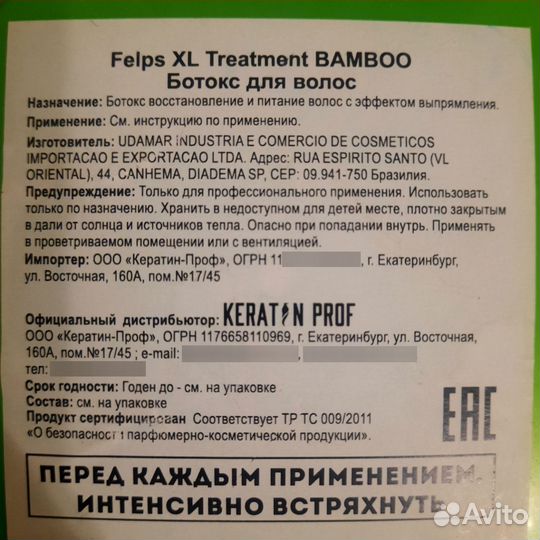 Felps XL Treatment BAMBOO
Ботокс для волос
Назначение: Ботокс восстановление и питание волос с эффектом выпрямления.
Применение: См. инструкцию по применению.
Изготовитель: UDAMAR INDUSTRIA E COMERCIO DE COSMETICOS
IMPORTACAO E EXPORTACAO LTDA. Адрес: RUA ESPIRITO SANTO (VL
ORIENTAL), 44, CANHEMA, DIADEMA SP, CEP: 09.941-750 Бразилия.
Предупреждение: Только для профессионального применения. Использовать
только по назначению. Хранить в недоступном для детей месте, плотно закрытым
в дали от солнца и источников тепла. Опасно при попадании внутрь. Применять
в проветриваемом помещении или с вентиляцией.
Импортер: ООО «Кератин-Проф», ОГРН 11 , г. Екатеринбург,
ул. Восточная, 160А, пом.№17/45
Официальный дистрибьютор: KERATIN PROF
ООО «Кератин-Проф», ОГРН 1176658110969, г. Екатеринбург, ул. Восточная,
160А, пом.№17/45 ; e-mail: ,
тел:
Срок годности: Годен до - см. на упаковке
Состав: см. на упаковке
Продукт сертифицирован Соответствует ТР ТС 009/2011
«О безопасности парфюмерно-косметической продукции».
EAC
ПЕРЕД КАЖДЫМ ПРИМЕНЕНИЕМ,
ИНТЕНСИВНО ВСТРЯХНУТЬ
Avito